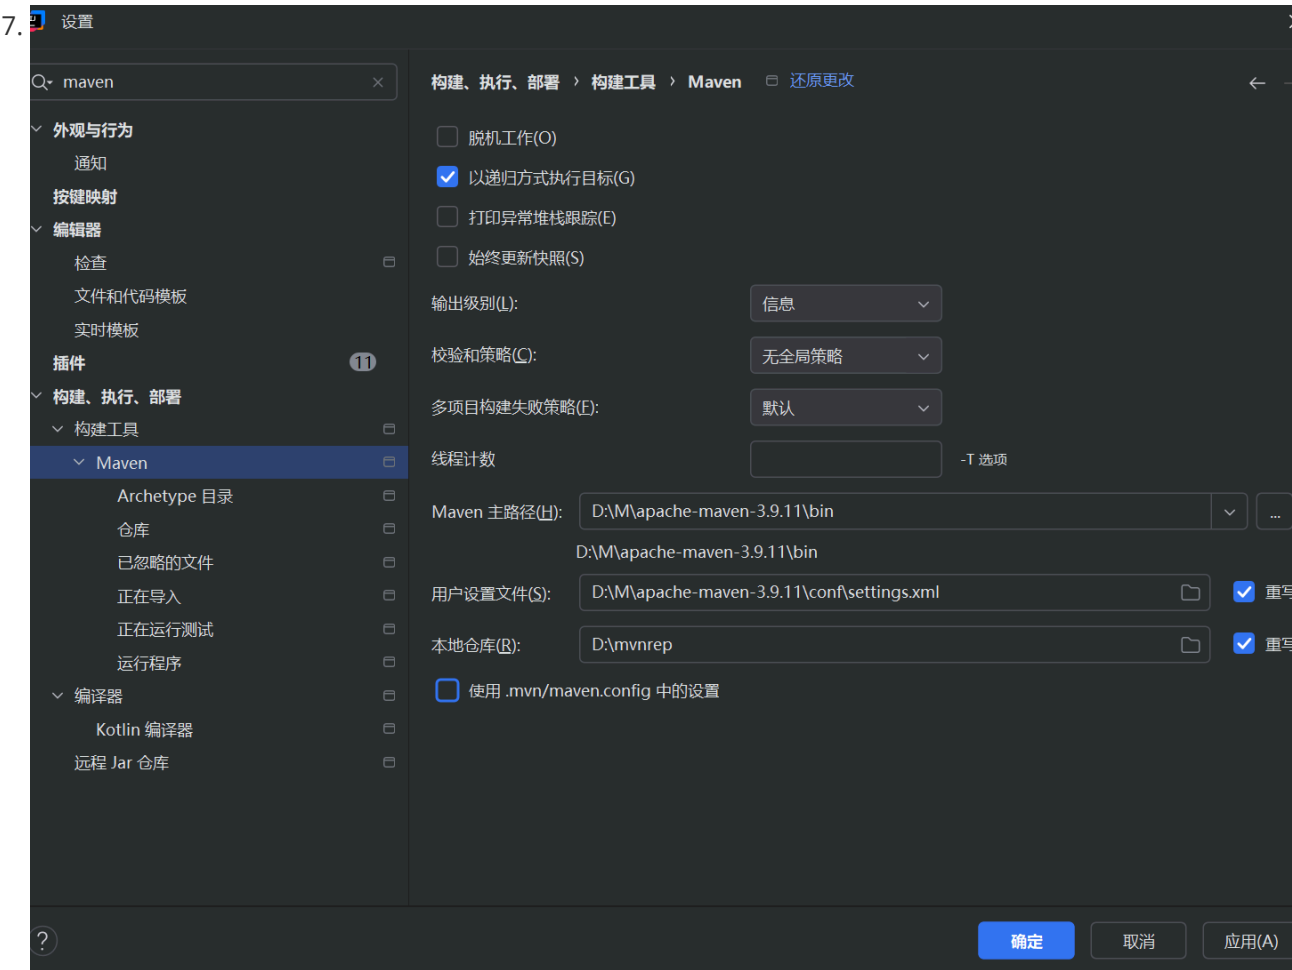 7.
设置
maven
外观与行为
通知
按键映射
编辑器
检查
文件和代码模板
实时模板
插件 11
构建、执行、部署
构建工具
Maven
Archetype 目录
仓库
已忽略的文件
正在导入
正在运行测试
运行程序
编译器
Kotlin 编译器
远程 Jar 仓库
构建、执行、部署 › 构建工具 › Maven 还原更改
脱机工作(O)
以递归方式执行目标(G)
打印异常堆栈跟踪(E)
始终更新快照(S)
输出级别(L): 信息
校验和策略(C): 无全局策略
多项目构建失败策略(F): 默认
线程计数 -T 选项
Maven 主路径(H): D:\M\apache-maven-3.9.11\bin ...
D:\M\apache-maven-3.9.11\bin
用户设置文件(S): D:\M\apache-maven-3.9.11\conf\settings.xml 重写
本地仓库(R): D:\mvnrep 重写
使用 .mvn/maven.config 中的设置
? 确定 取消 应用(A)